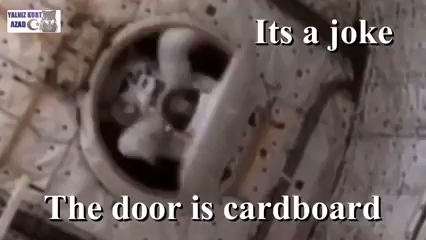 YALNIZ KURT
AZAD
Its a joke
The door is cardboard